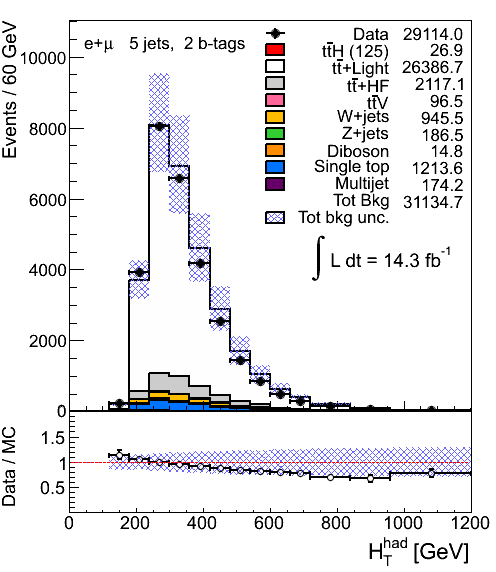 e+μ 5 jets, 2 b-tags
Data 29114.0
tt̄H (125) 26.9
tt̄+Light 26386.7
tt̄+HF 2117.1
tt̄V 96.5
W+jets 945.5
Z+jets 186.5
Diboson 14.8
Single top 1213.6
Multijet 174.2
Tot Bkg 31134.7
Tot bkg unc.
∫ L dt = 14.3 fb⁻¹
Events / 60 GeV
10000
8000
6000
4000
2000
0
Data / MC
1.5
1
0.5
0 200 400 600 800 1000 1200
H_T^had [GeV]